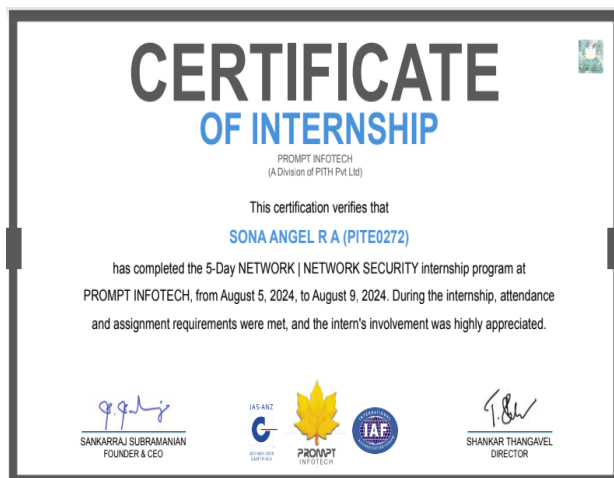 CERTIFICATE
OF INTERNSHIP
PROMPT INFOTECH
(A Division of PITH Pvt Ltd)
This certification verifies that
SONA ANGEL R A (PITE0272)
has completed the 5-Day NETWORK | NETWORK SECURITY internship program at
PROMPT INFOTECH, from August 5, 2024, to August 9, 2024. During the internship, attendance
and assignment requirements were met, and the intern's involvement was highly appreciated.
SANKARRAJ SUBRAMANIAN
FOUNDER & CEO
JAS-ANZ
CERTIFIED
PROMPT
INFOTECH
INTERNATIONAL
IAF
SHANKAR THANGAVEL
DIRECTOR